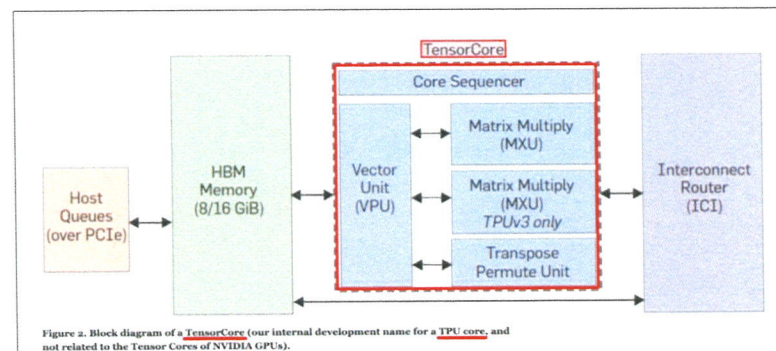 TensorCore
Core Sequencer
Host
Queues
(over PCIe)
HBM
Memory
(8/16 GiB)
Vector
Unit
(VPU)
Matrix Multiply
(MXU)
Matrix Multiply
(MXU)
TPUv3 only
Transpose
Permute Unit
Interconnect
Router
(ICI)
Figure 2. Block diagram of a TensorCore (our internal development name for a TPU core, and
not related to the Tensor Cores of NVIDIA GPUs).